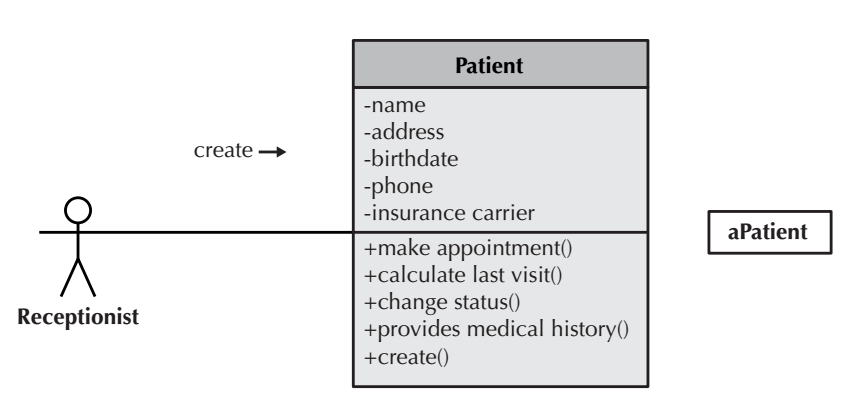 Patient
-name
-address
create
-birthdate
-phone
-insurance carrier
aPatient
+make appointment()
+calculate last visit()
+change status()
Receptionist
+provides medical history()
+create()